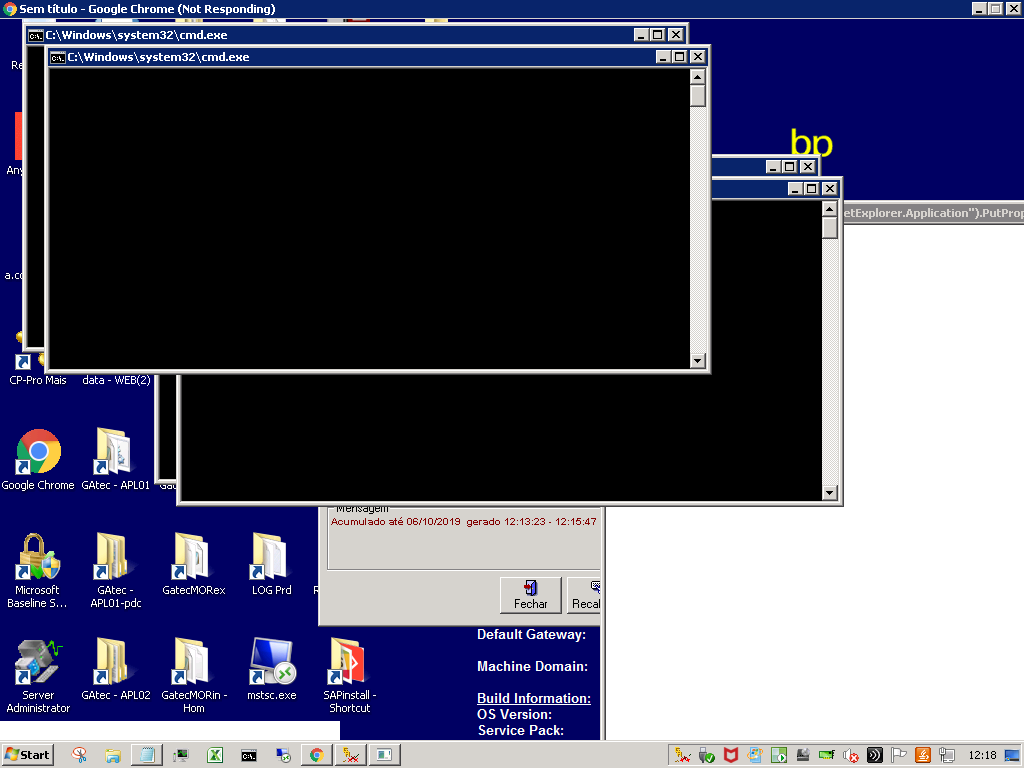 Sem título - Google Chrome (Not Responding)
C:\Windows\system32\cmd.exe
C:\Windows\system32\cmd.exe
Re
bp
Any
etExplorer.Application").PutProp
a.co
CP-Pro Mais
data - WEB(2)
Google Chrome
GAtec - APL01
Mensagem
Acumulado até 06/10/2019 gerado 12:13:23 - 12:15:47
Fechar
Recal
Microsoft
Baseline S...
GAtec -
APL01-pdc
GatecMORex
LOG Prd
R
Default Gateway:
Machine Domain:
Server
Administrator
GAtec - APL02
GatecMORin -
Hom
mstsc.exe
SAPinstall -
Shortcut
Build Information:
OS Version:
Service Pack:
Start
12:18